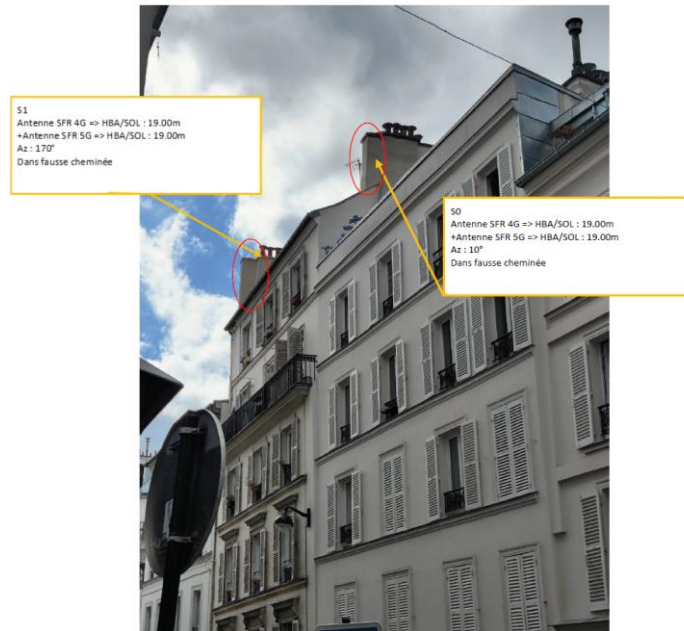 S1
Antenne SFR 4G => HBA/SOL : 19.00m
+Antenne SFR 5G => HBA/SOL : 19.00m
Az : 170°
Dans fausse cheminée
S0
Antenne SFR 4G => HBA/SOL : 19.00m
+Antenne SFR 5G => HBA/SOL : 19.00m
Az : 10°
Dans fausse cheminée